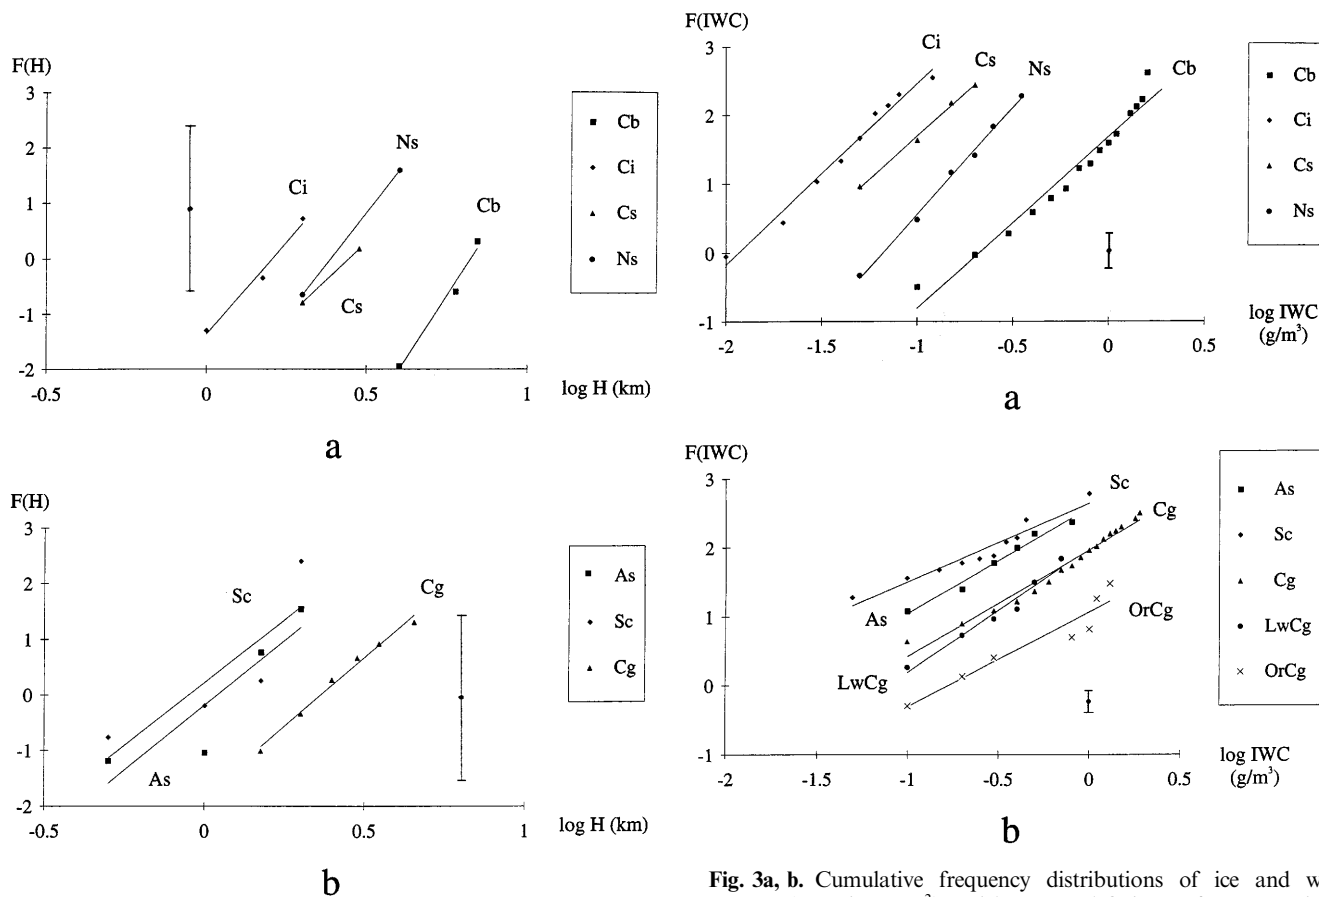 F(H)
3
2
1
0
-1
-2
-0.5
0
0.5
1
log H (km)
Ci
Ns
Cs
Cb
Cb
Ci
Cs
Ns
a
F(H)
3
2
1
0
-1
-2
-0.5
0
0.5
1
log H (km)
Sc
As
Cg
As
Sc
Cg
b
F(IWC)
3
2
1
0
-1
-2
-1.5
-1
-0.5
0
0.5
log IWC
(g/m³)
Ci
Cs
Ns
Cb
Cb
Ci
Cs
Ns
a
F(IWC)
3
2
1
0
-1
-2
-1
-0.5
0
0.5
log IWC
(g/m³)
Sc
Cg
As
OrCg
LwCg
As
Sc
Cg
LwCg
OrCg
b
Fig. 3a, b. Cumulative frequency distributions of ice and w